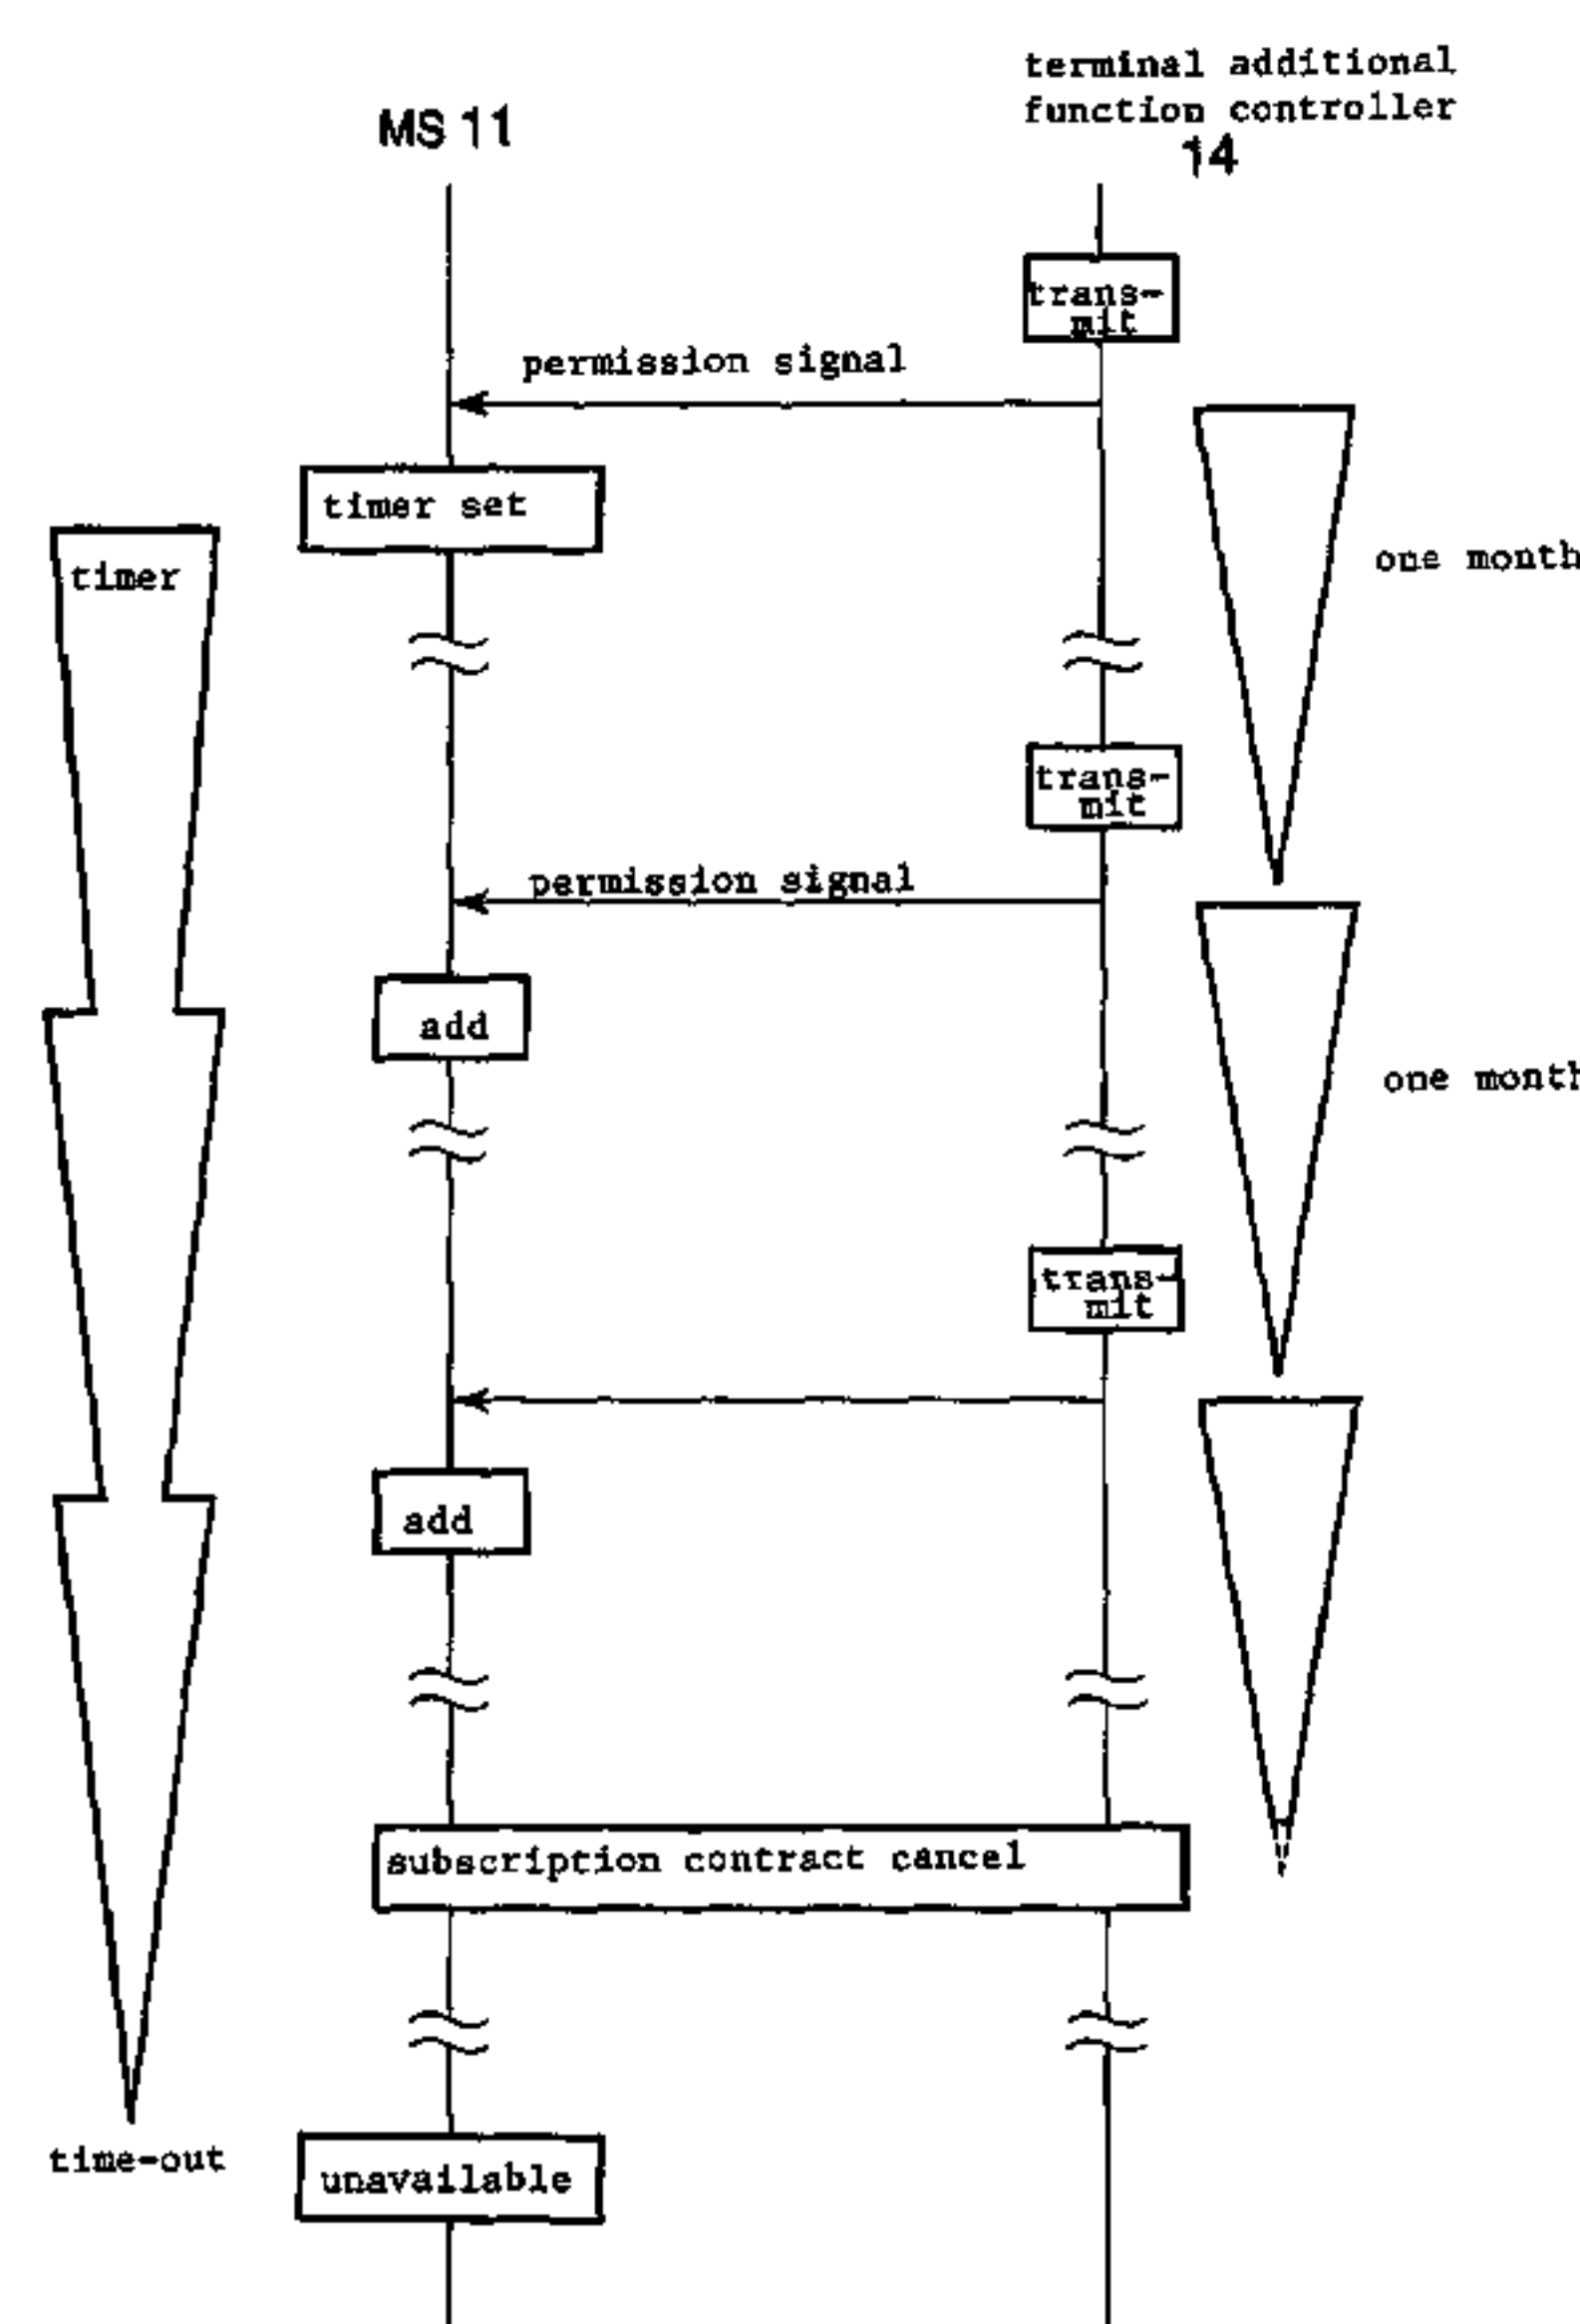 terminal additional
function controller
MS 11
14
trans-
mit
permission signal
timer set
timer
one month
trans-
mit
permission signal
add
one month
trans-
mit
add
subscription contract cancel
time-out
unavailable